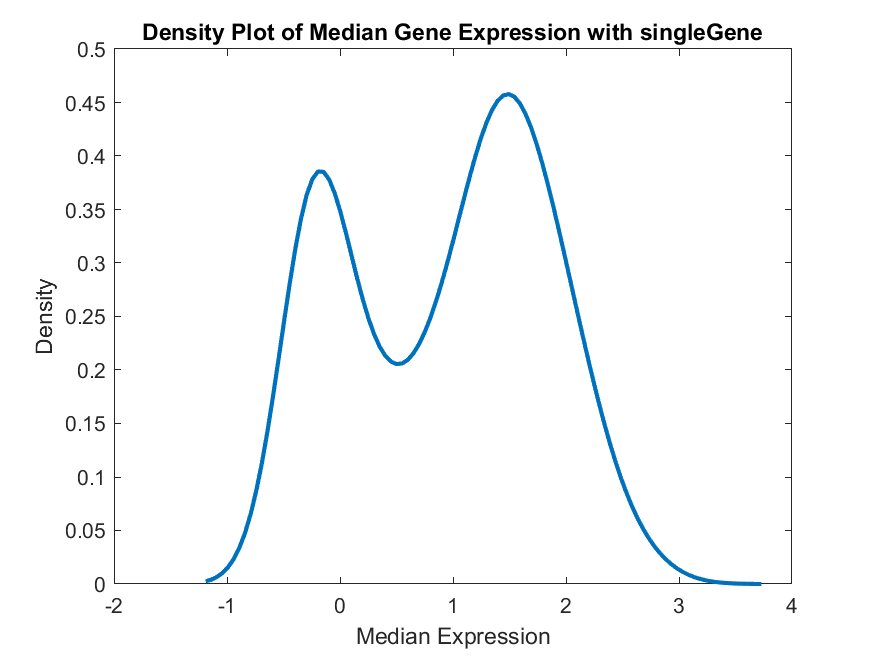 Density Plot of Median Gene Expression with singleGene
0.5
0.45
0.4
0.35
0.3
0.25
0.2
0.15
0.1
0.05
0
Density
-2 -1 0 1 2 3 4
Median Expression